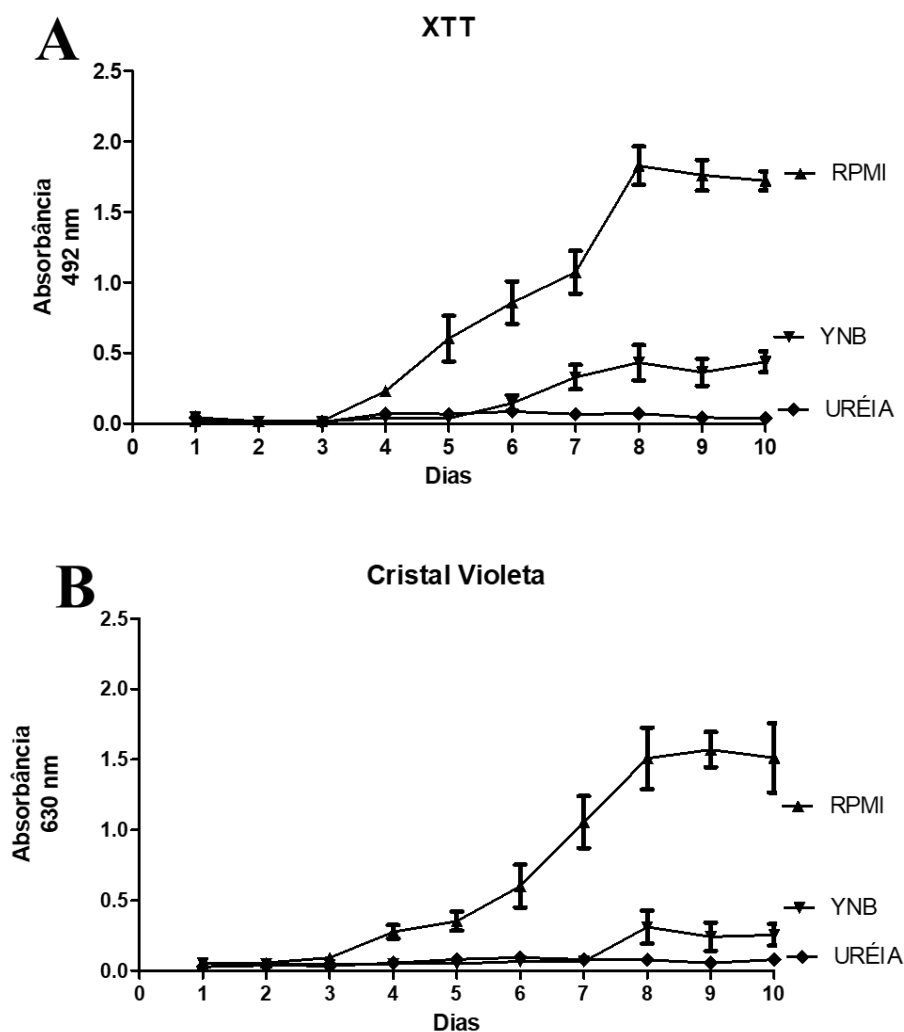 A
XTT
2.5
2.0
1.5
1.0
0.5
0.0
Absorbância
492 nm
0 1 2 3 4 5 6 7 8 9 10
Dias
RPMI
YNB
URÉIA
B
Cristal Violeta
2.5
2.0
1.5
1.0
0.5
0.0
Absorbância
630 nm
0 1 2 3 4 5 6 7 8 9 10
Dias
RPMI
YNB
URÉIA